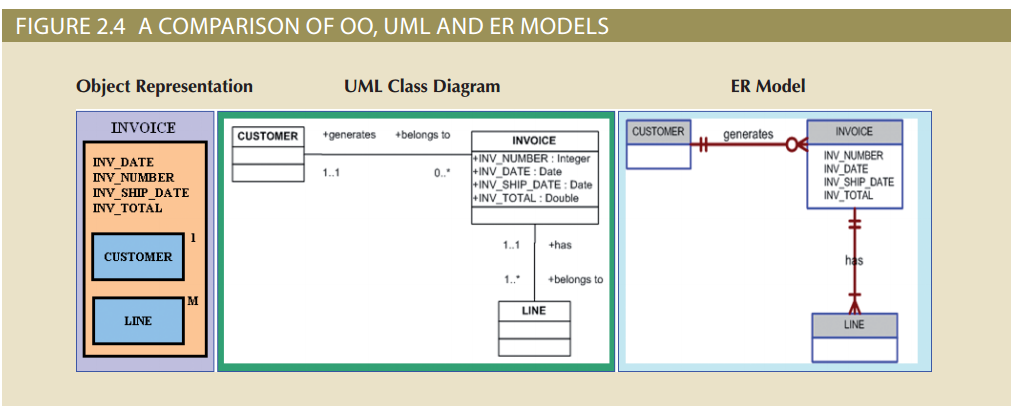 FIGURE 2.4 A COMPARISON OF OO, UML AND ER MODELS
Object Representation
UML Class Diagram
ER Model
INVOICE
INV_DATE
INV_NUMBER
INV_SHIP_DATE
INV_TOTAL
1
CUSTOMER
M
LINE
CUSTOMER
+generates
+belongs to
1..1
0..*
INVOICE
+INV_NUMBER : Integer
+INV_DATE : Date
+INV_SHIP_DATE : Date
+INV_TOTAL : Double
1..1
+has
1..*
+belongs to
LINE
CUSTOMER
generates
INVOICE
INV_NUMBER
INV_DATE
INV_SHIP_DATE
INV_TOTAL
has
LINE